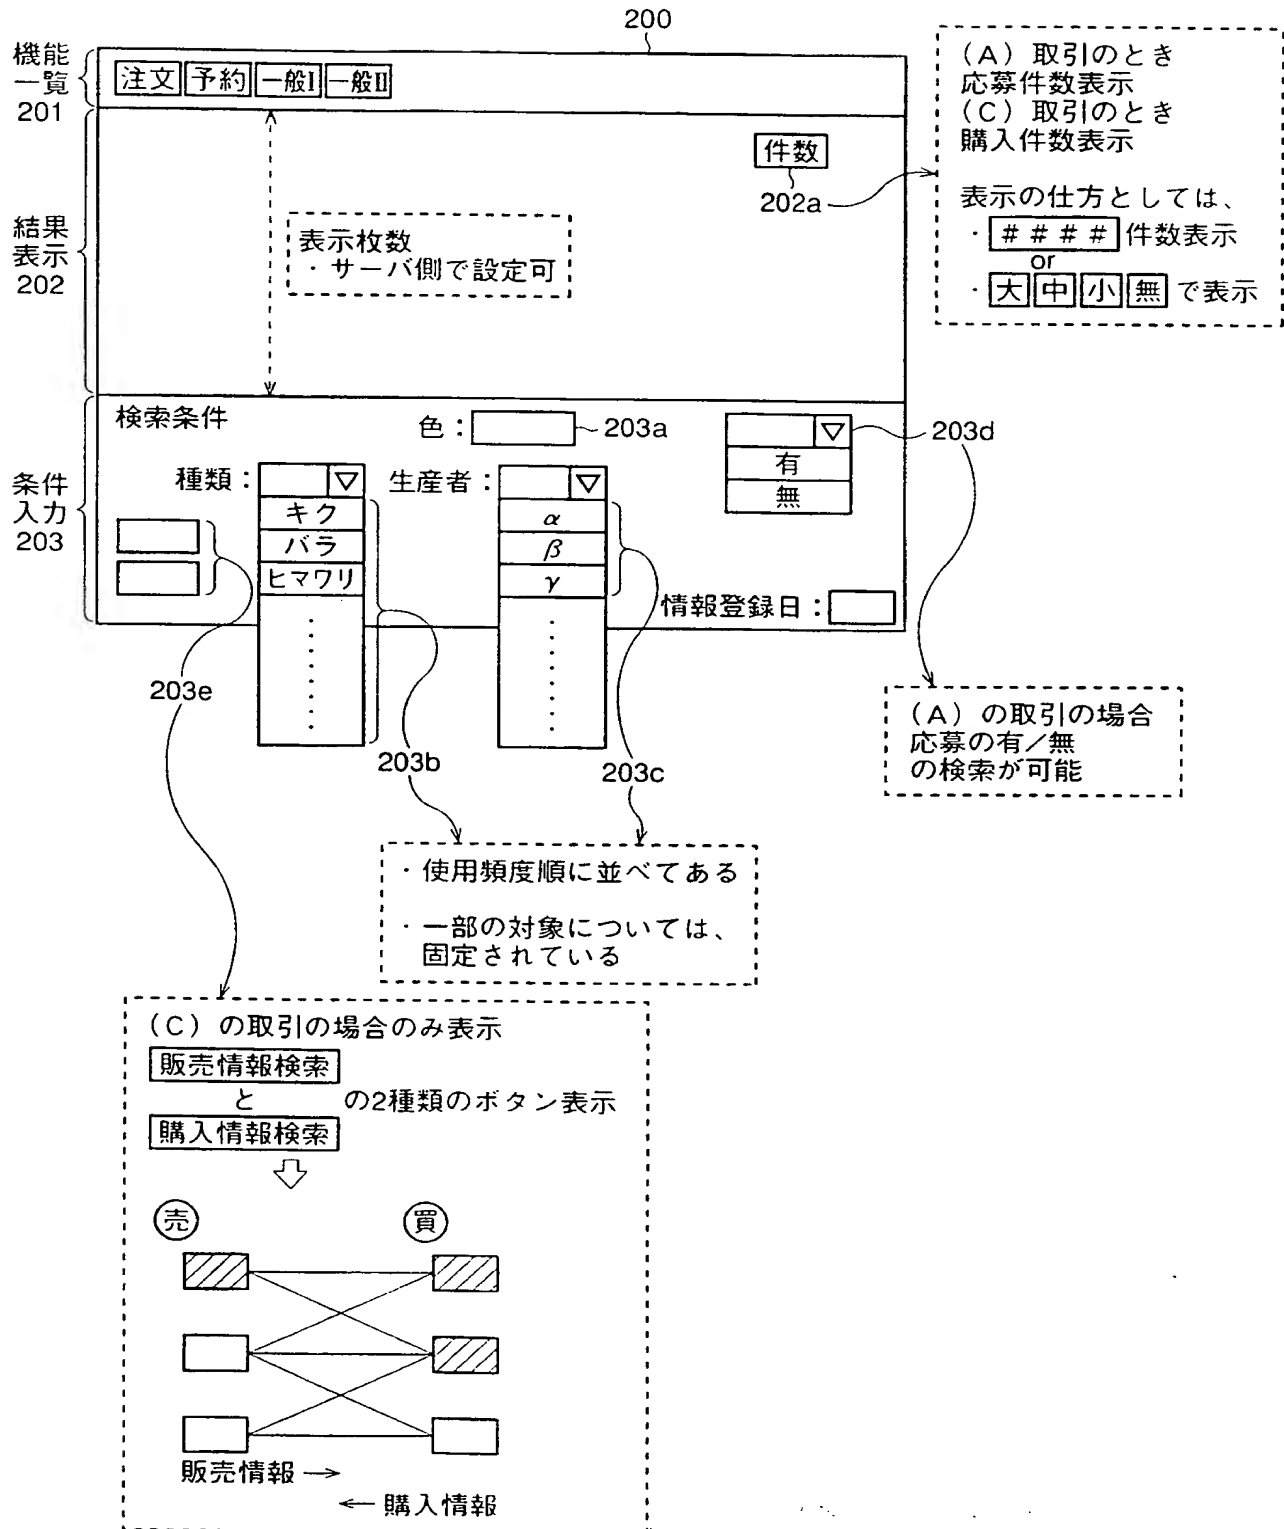 200
機能
一覧
201
注文 予約 一般I 一般II
件数
202a
(A)取引のとき
応募件数表示
(C)取引のとき
購入件数表示
表示の仕方としては、
・####件数表示
or
・大中小無で表示
結果
表示
202
表示枚数
・サーバ側で設定可
条件
入力
203
検索条件
色：
203a
203d
有
無
種類：
キク
バラ
ヒマワリ
生産者：
α
β
γ
情報登録日：
203e
203b
203c
(A)の取引の場合
応募の有／無
の検索が可能
・使用頻度順に並べてある
・一部の対象については、
固定されている
(C)の取引の場合のみ表示
販売情報検索
と の2種類のボタン表示
購入情報検索
売 買
販売情報→
←購入情報